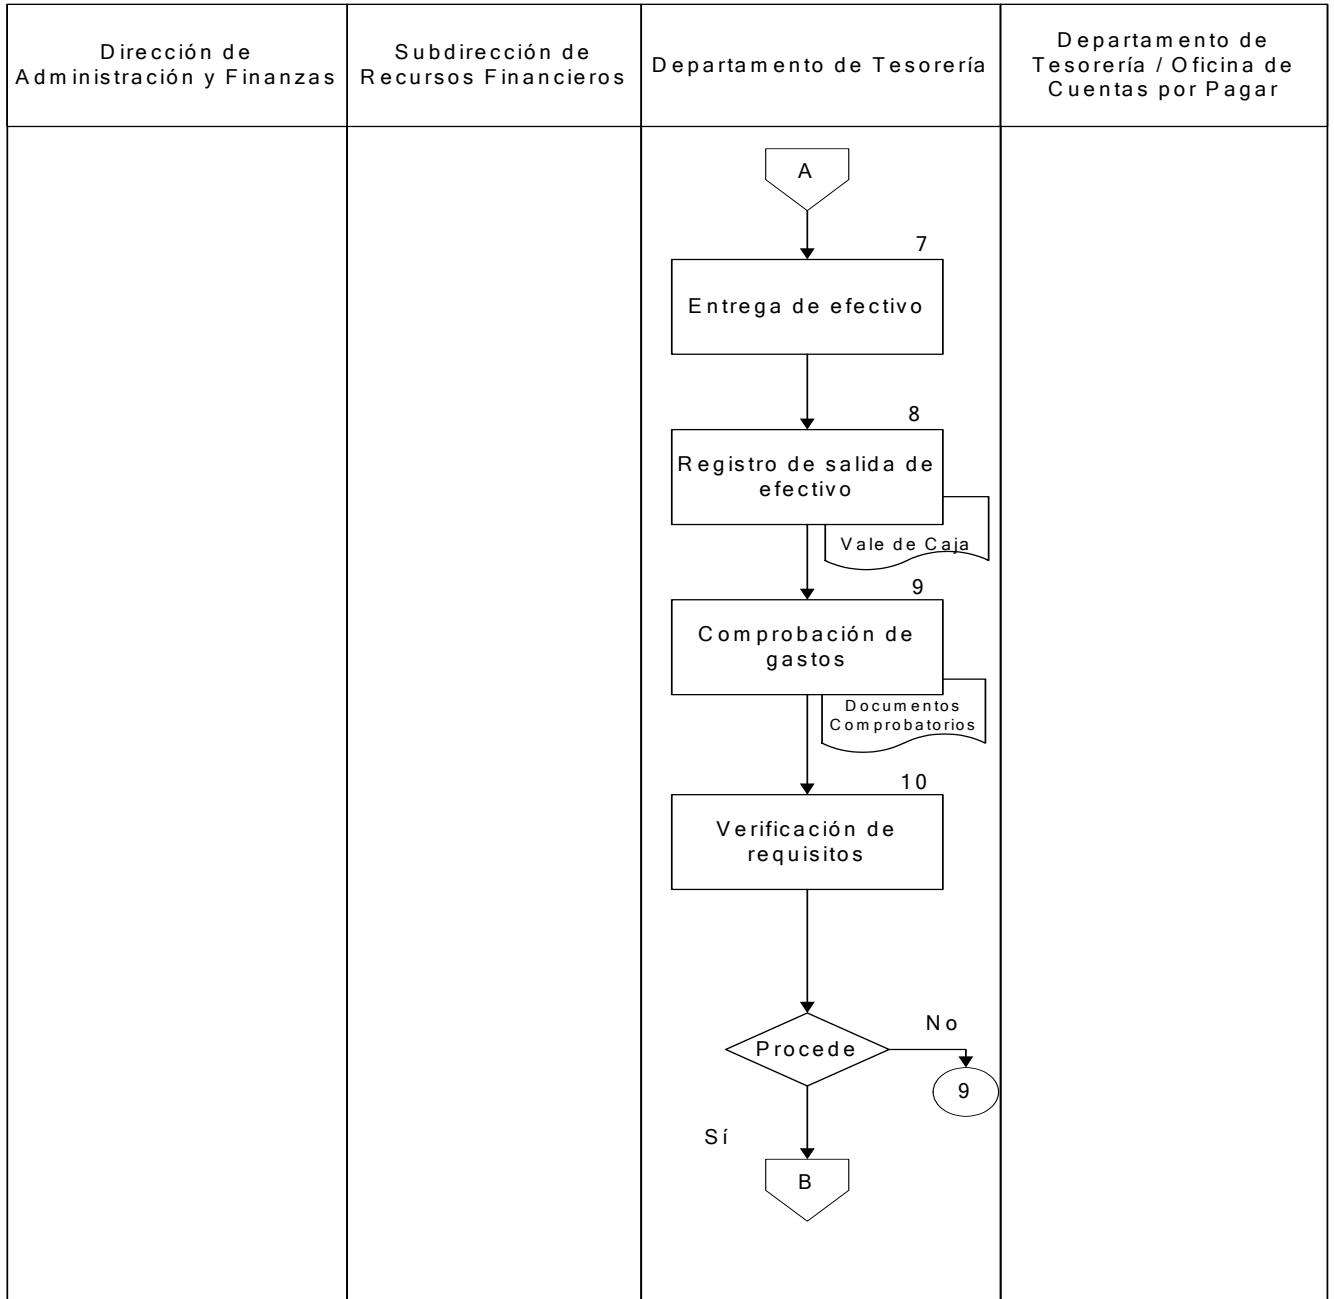 Dirección de
Administración y Finanzas
Subdirección de
Recursos Financieros
Departamento de Tesorería
Departamento de
Tesorería / Oficina de
Cuentas por Pagar
A
7
Entrega de efectivo
8
Registro de salida de
efectivo
Vale de Caja
9
Comprobación de
gastos
Documentos
Comprobatorios
10
Verificación de
requisitos
Procede
No
9
Sí
B